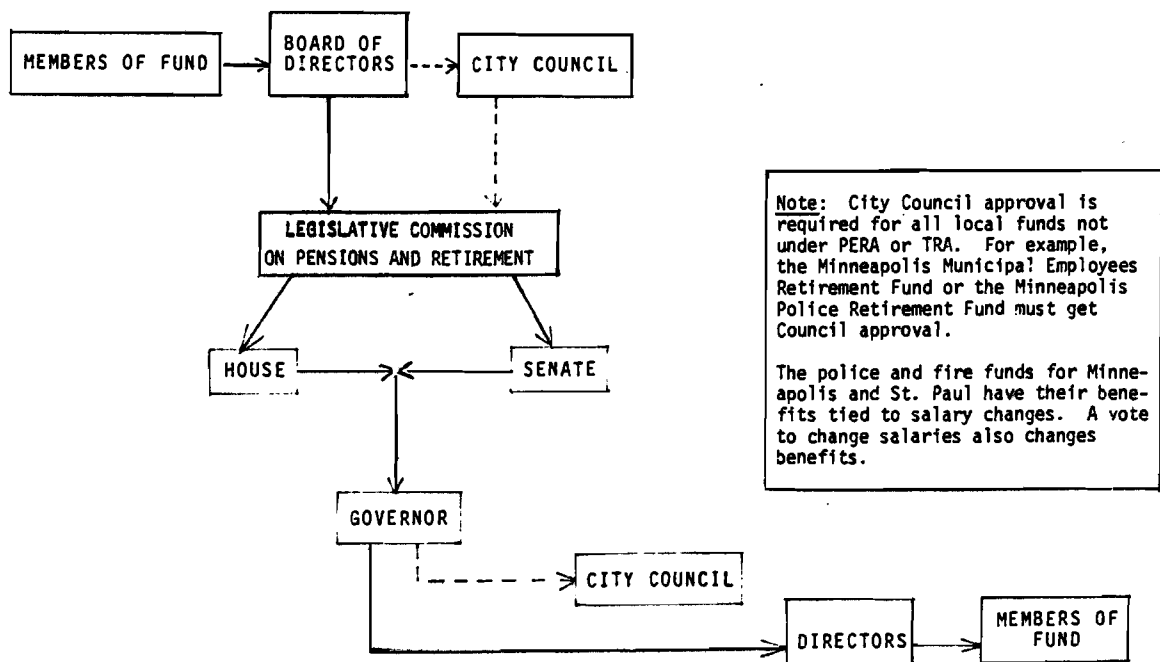 MEMBERS OF FUND
BOARD OF
DIRECTORS
CITY COUNCIL
LEGISLATIVE COMMISSION
ON PENSIONS AND RETIREMENT
HOUSE
SENATE
GOVERNOR
CITY COUNCIL
DIRECTORS
MEMBERS OF
FUND
Note: City Council approval is
required for all local funds not
under PERA or TRA. For example,
the Minneapolis Municipal Employees
Retirement Fund or the Minneapolis
Police Retirement Fund must get
Council approval.
The police and fire funds for Minne-
apolis and St. Paul have their bene-
fits tied to salary changes. A vote
to change salaries also changes
benefits.